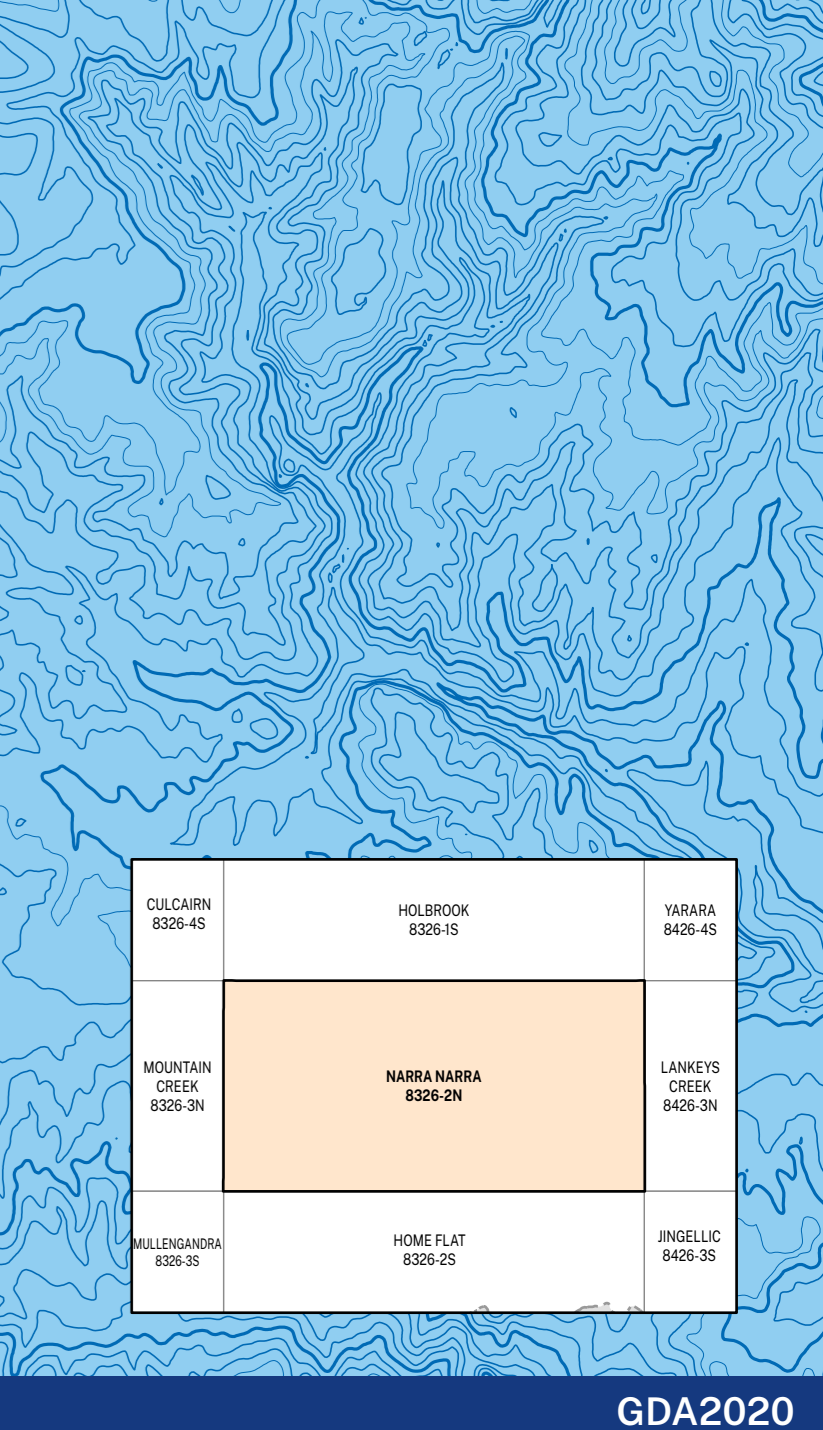 CULCAIRN
8326-4S
HOLBROOK
8326-1S
YARARA
8426-4S
MOUNTAIN
CREEK
8326-3N
NARRA NARRA
8326-2N
LANKEYS
CREEK
8426-3N
MULLENGANDRA
8326-3S
HOME FLAT
8326-2S
JINGELLIC
8426-3S
GDA2020